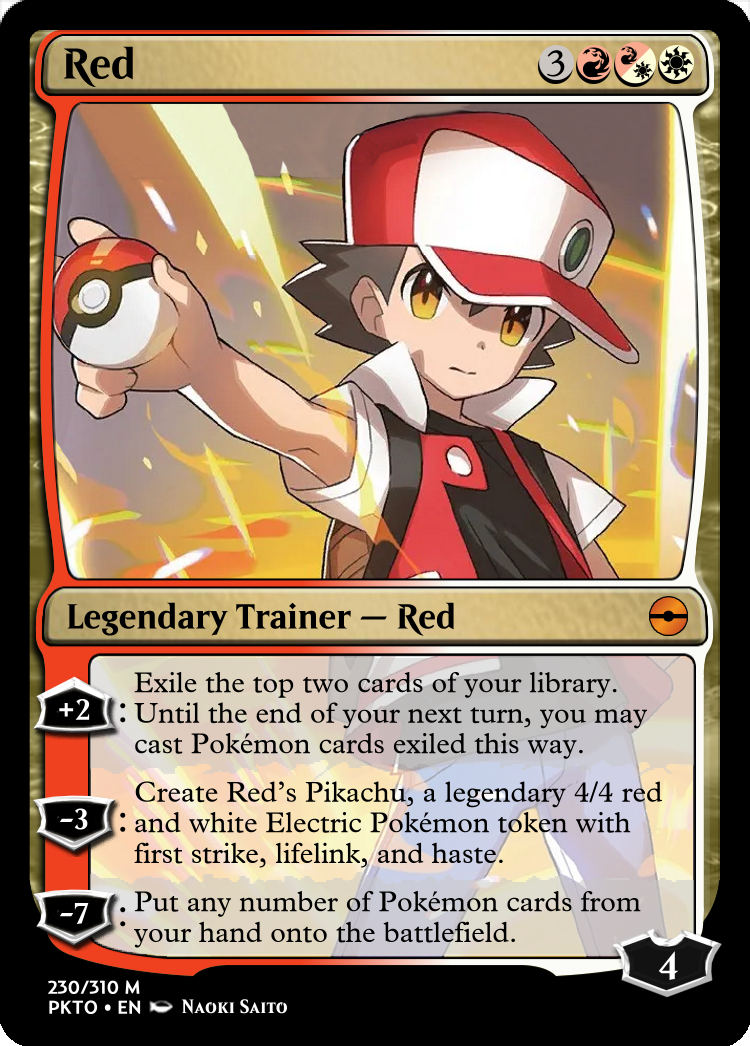 Red 3
Legendary Trainer — Red
Exile the top two cards of your library.
+2: Until the end of your next turn, you may
cast Pokémon cards exiled this way.
Create Red's Pikachu, a legendary 4/4 red
−3: and white Electric Pokémon token with
first strike, lifelink, and haste.
−7: Put any number of Pokémon cards from
your hand onto the battlefield.
4
230/310 M
PKTO • EN Naoki Saito